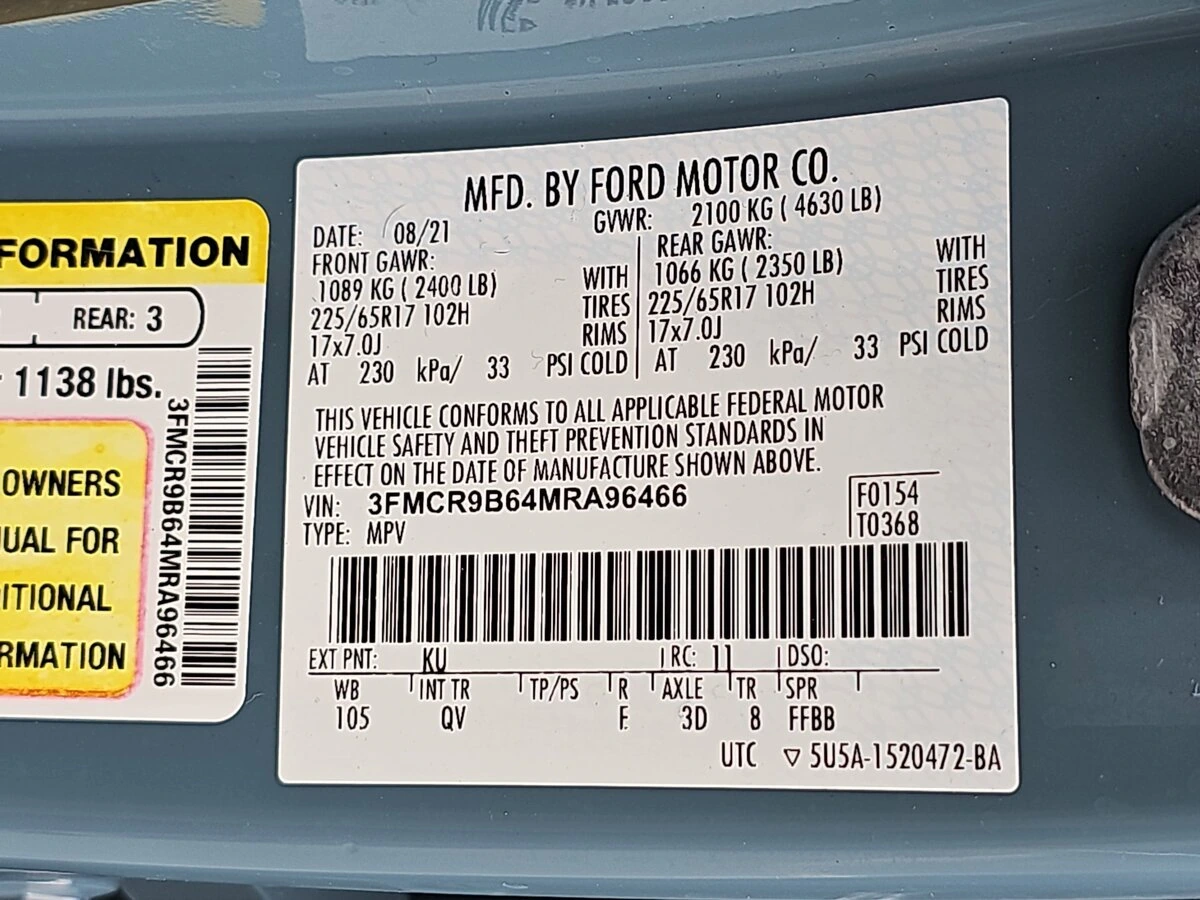 FORMATION
REAR: 3
1138 lbs.
3FMCR9B64MRA96466
OWNERS
UAL FOR
ITIONAL
RMATION
MFD. BY FORD MOTOR CO.
DATE: 08/21 GVWR: 2100 KG ( 4630 LB)
FRONT GAWR: REAR GAWR:
1089 KG ( 2400 LB) WITH 1066 KG ( 2350 LB) WITH
225/65R17 102H TIRES 225/65R17 102H TIRES
17x7.0J RIMS 17x7.0J RIMS
AT 230 kPa/ 33 PSI COLD AT 230 kPa/ 33 PSI COLD
THIS VEHICLE CONFORMS TO ALL APPLICABLE FEDERAL MOTOR
VEHICLE SAFETY AND THEFT PREVENTION STANDARDS IN
EFFECT ON THE DATE OF MANUFACTURE SHOWN ABOVE.
VIN: 3FMCR9B64MRA96466 F0154
TYPE: MPV T0368
EXT PNT: KU RC: 11 DSO:
WB INT TR TP/PS R AXLE TR SPR
105 QV F 3D 8 FFBB
UTC ▽ 5U5A-1520472-BA